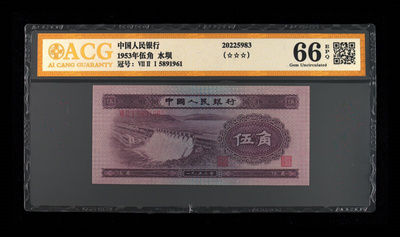 ACG
AI CANG GUARANTY
中国人民银行
1953年伍角 水坝
冠号: VII II I 5891961
20225983
(☆☆☆)
66 EPQ
Gem Uncirculated
中國人民銀行
伍角
一九五三年